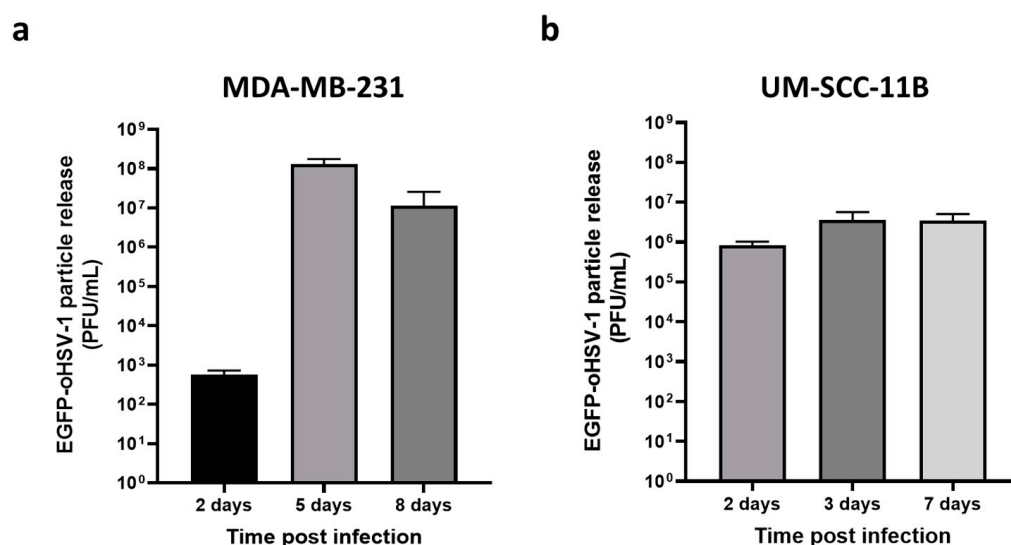 a
MDA-MB-231
EGFP-oHSV-1 particle release
(PFU/mL)
10⁹
10⁸
10⁷
10⁶
10⁵
10⁴
10³
10²
10¹
10⁰
2 days 5 days 8 days
Time post infection
b
UM-SCC-11B
EGFP-oHSV-1 particle release
(PFU/mL)
10⁹
10⁸
10⁷
10⁶
10⁵
10⁴
10³
10²
10¹
10⁰
2 days 3 days 7 days
Time post infection